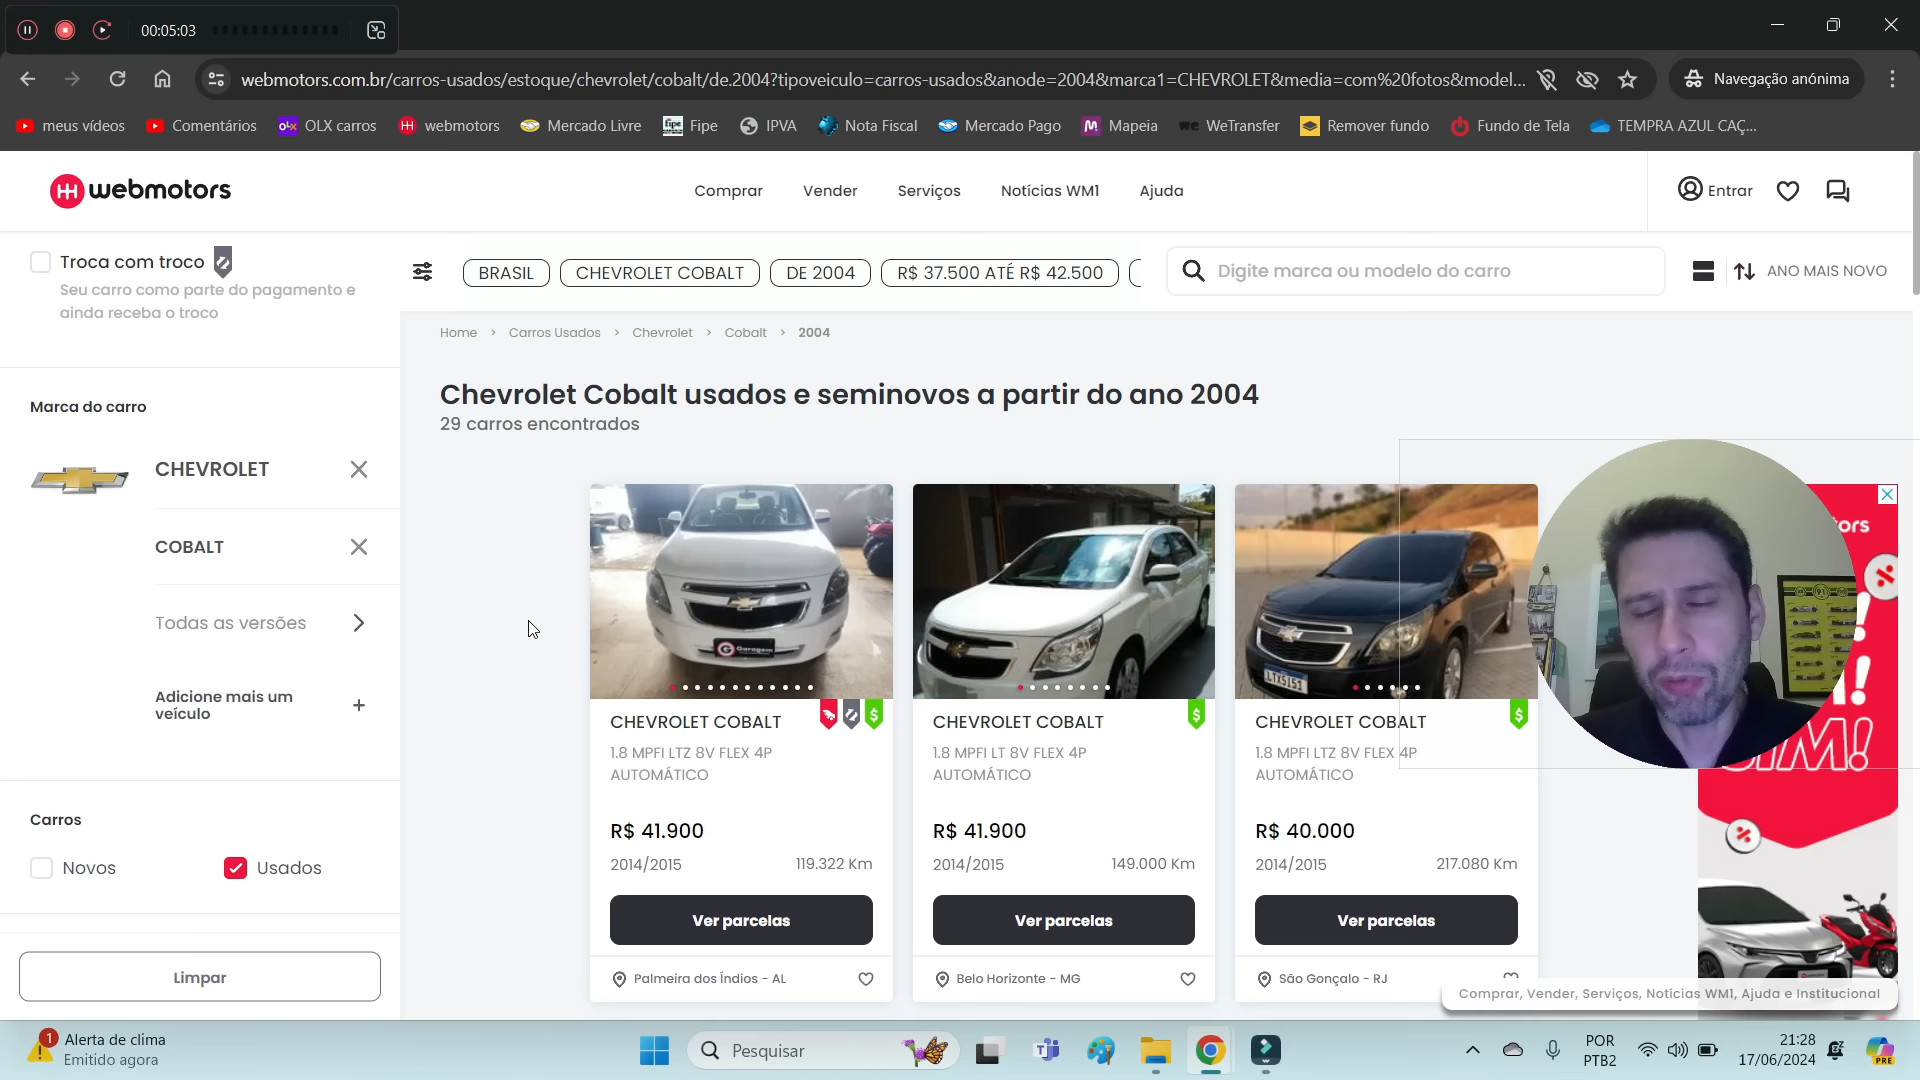 00:05:03
webmotors.com.br/carros-usados/estoque/chevrolet/cobalt/de.2004?tipoveiculo=carros-usados&anode=2004&marca1=CHEVROLET&media=com%20fotos&model...
Navegação anónima
meus vídeos
Comentários
OLX carros
webmotors
Mercado Livre
Fipe
IPVA
Nota Fiscal
Mercado Pago
Mapeia
WeTransfer
Remover fundo
Fundo de Tela
TEMPRA AZUL CAÇ...
webmotors
Comprar
Vender
Serviços
Notícias WM1
Ajuda
Entrar
Troca com troco
Seu carro como parte do pagamento e
ainda receba o troco
BRASIL
CHEVROLET COBALT
DE 2004
R$ 37.500 ATÉ R$ 42.500
Digite marca ou modelo do carro
ANO MAIS NOVO
Home > Carros Usados > Chevrolet > Cobalt > 2004
Chevrolet Cobalt usados e seminovos a partir do ano 2004
29 carros encontrados
Marca do carro
CHEVROLET
COBALT
Todas as versões
Adicione mais um
veículo
Carros
Novos
Usados
Limpar
Garagem
CHEVROLET COBALT
1.8 MPFI LTZ 8V FLEX 4P
AUTOMÁTICO
R$ 41.900
2014/2015
119.322 Km
Ver parcelas
Palmeira dos Índios - AL
CHEVROLET COBALT
1.8 MPFI LT 8V FLEX 4P
AUTOMÁTICO
R$ 41.900
2014/2015
149.000 Km
Ver parcelas
Belo Horizonte - MG
CHEVROLET COBALT
1.8 MPFI LTZ 8V FLEX 4P
AUTOMÁTICO
R$ 40.000
2014/2015
217.080 Km
Ver parcelas
São Gonçalo - RJ
ors
Comprar, Vender, Serviços, Notícias WM1, Ajuda e Institucional
1
Alerta de clima
Emitido agora
Pesquisar
POR
PTB2
21:28
17/06/2024
PRE